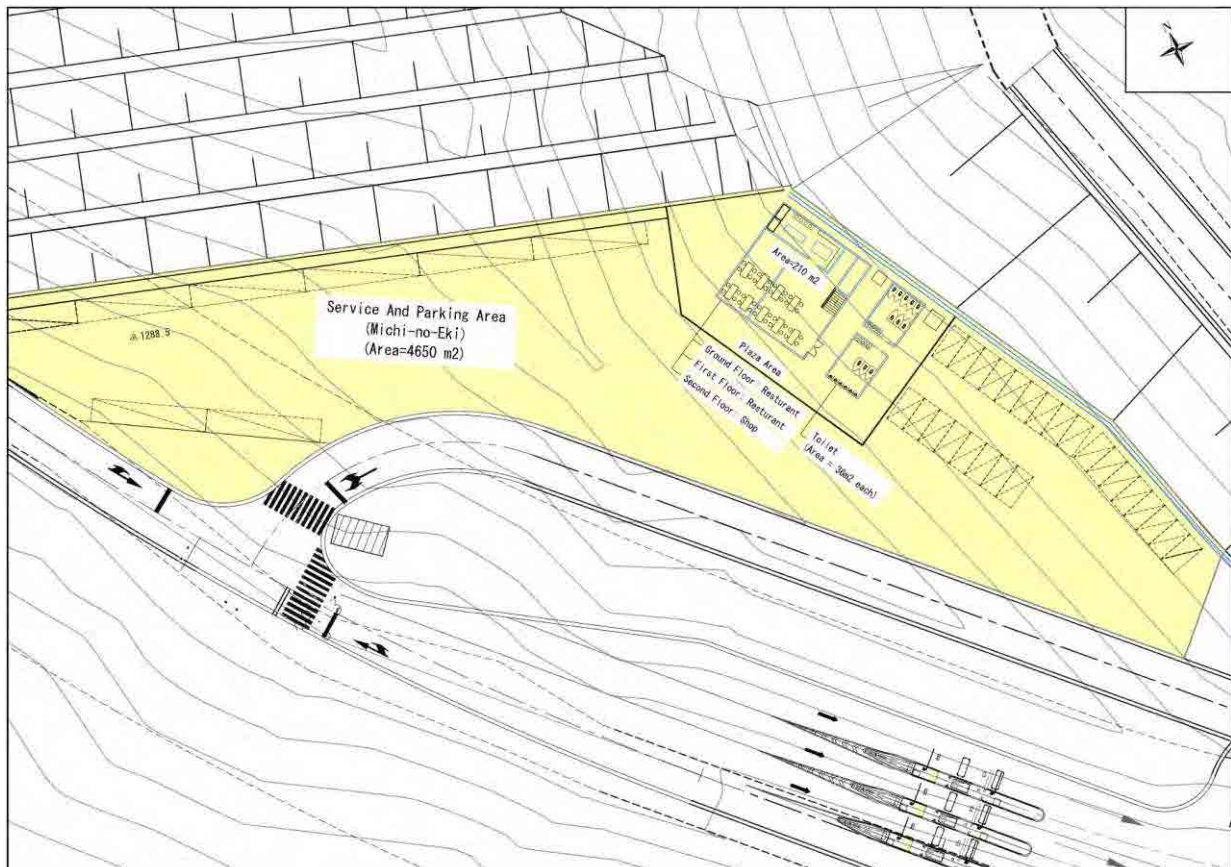 Service And Parking Area
(Michi-no-Eki)
(Area=4650 m2)
1288.5
Area=210 m2
Plaza Area
Ground Floor: Resturant
First Floor: Resturant
Second Floor: Shop
Toilet
(Area = 36m2 each)